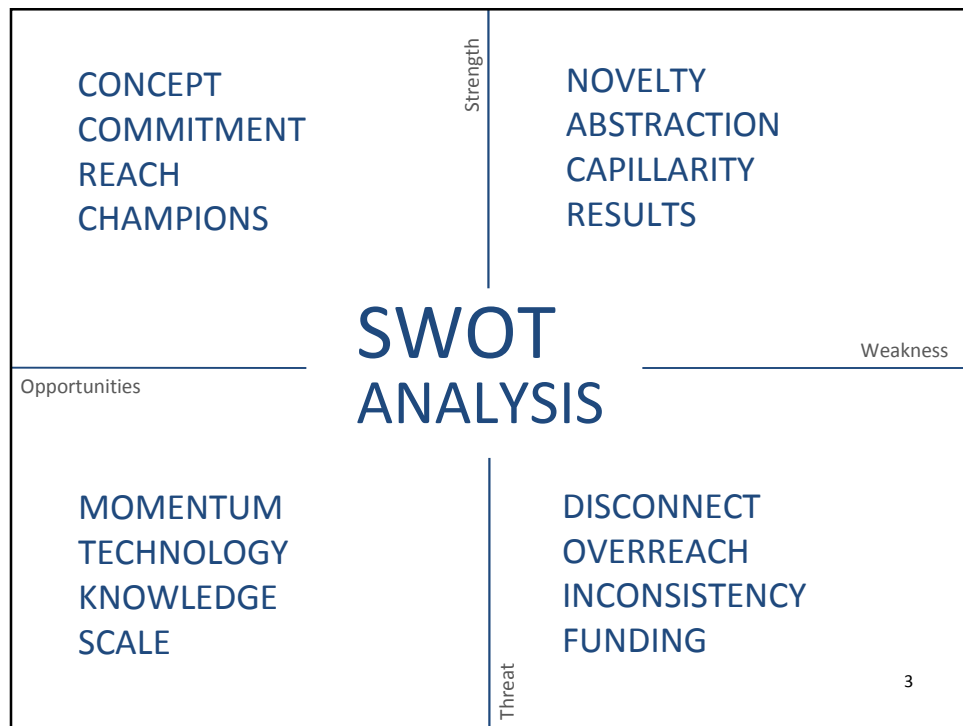 Strength
CONCEPT
COMMITMENT
REACH
CHAMPIONS
NOVELTY
ABSTRACTION
CAPILLARITY
RESULTS
SWOT
ANALYSIS
Weakness
Opportunities
MOMENTUM
TECHNOLOGY
KNOWLEDGE
SCALE
DISCONNECT
OVERREACH
INCONSISTENCY
FUNDING
Threat
3